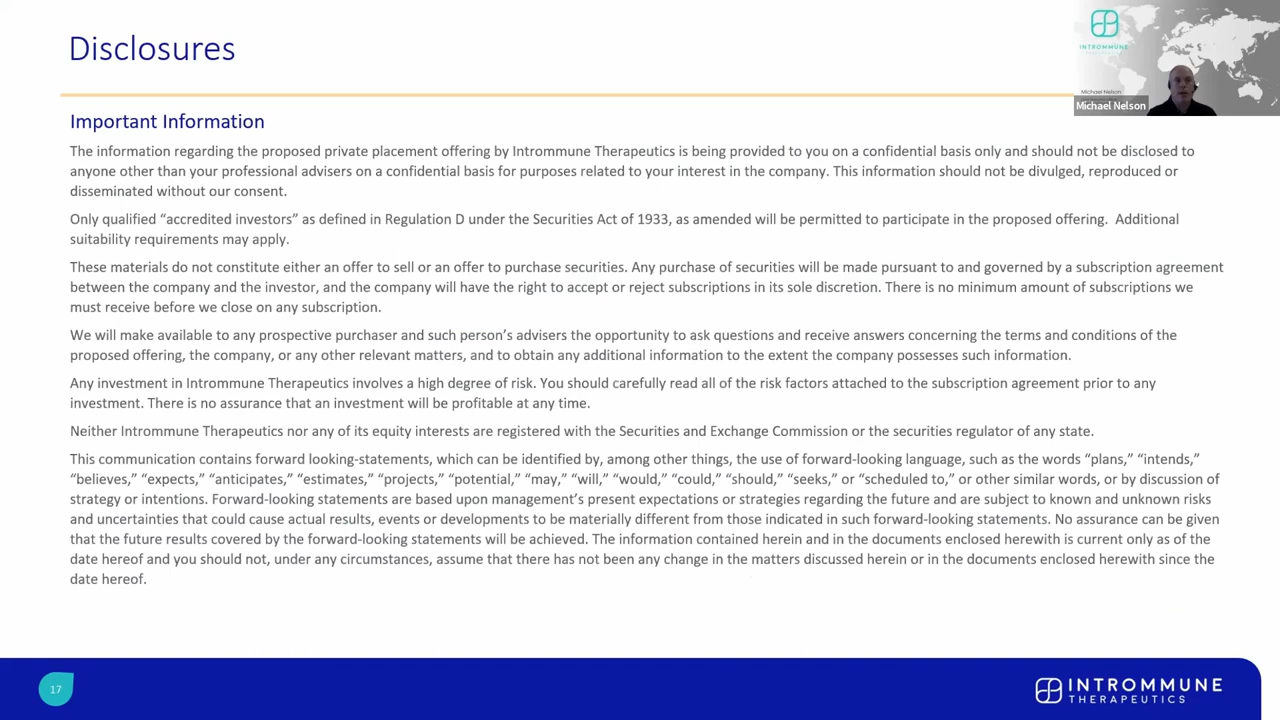 Disclosures
INTROMMUNE
THERAPEUTICS
Michael Nelson
Michael Nelson
Important Information
The information regarding the proposed private placement offering by Intrommune Therapeutics is being provided to you on a confidential basis only and should not be disclosed to
anyone other than your professional advisers on a confidential basis for purposes related to your interest in the company. This information should not be divulged, reproduced or
disseminated without our consent.
Only qualified “accredited investors” as defined in Regulation D under the Securities Act of 1933, as amended will be permitted to participate in the proposed offering.  Additional
suitability requirements may apply.
These materials do not constitute either an offer to sell or an offer to purchase securities. Any purchase of securities will be made pursuant to and governed by a subscription agreement
between the company and the investor, and the company will have the right to accept or reject subscriptions in its sole discretion. There is no minimum amount of subscriptions we
must receive before we close on any subscription.
We will make available to any prospective purchaser and such person’s advisers the opportunity to ask questions and receive answers concerning the terms and conditions of the
proposed offering, the company, or any other relevant matters, and to obtain any additional information to the extent the company possesses such information.
Any investment in Intrommune Therapeutics involves a high degree of risk. You should carefully read all of the risk factors attached to the subscription agreement prior to any
investment. There is no assurance that an investment will be profitable at any time.
Neither Intrommune Therapeutics nor any of its equity interests are registered with the Securities and Exchange Commission or the securities regulator of any state.
This communication contains forward looking-statements, which can be identified by, among other things, the use of forward-looking language, such as the words “plans,” “intends,”
“believes,” “expects,” “anticipates,” “estimates,” “projects,” “potential,” “may,” “will,” “would,” “could,” “should,” “seeks,” or “scheduled to,” or other similar words, or by discussion of
strategy or intentions. Forward-looking statements are based upon management’s present expectations or strategies regarding the future and are subject to known and unknown risks
and uncertainties that could cause actual results, events or developments to be materially different from those indicated in such forward-looking statements. No assurance can be given
that the future results covered by the forward-looking statements will be achieved. The information contained herein and in the documents enclosed herewith is current only as of the
date hereof and you should not, under any circumstances, assume that there has not been any change in the matters discussed herein or in the documents enclosed herewith since the
date hereof.
17
INTROMMUNE
THERAPEUTICS